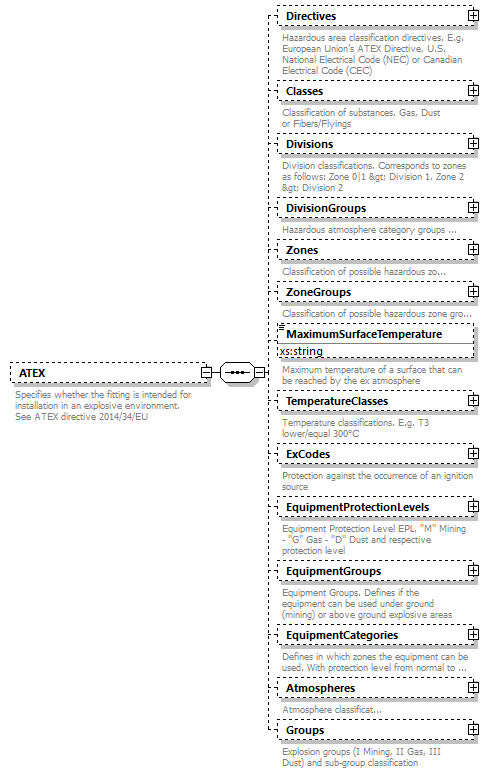 Directives
Hazardous area classification directives. E.g.
European Union's ATEX Directive, U.S.
National Electrical Code (NEC) or Canadian
Electrical Code (CEC)
Classes
Classification of substances. Gas, Dust
or Fibers/Flyings
Divisions
Division classifications. Corresponds to zones
as follows: Zone 0|1 &gt; Division 1. Zone 2
&gt; Division 2
DivisionGroups
Hazardous atmosphere category groups ...
Zones
Classification of possible hazardous zo...
ZoneGroups
Classification of possible hazardous zone gro...
MaximumSurfaceTemperature
xs:string
Maximum temperature of a surface that can
be reached by the ex atmosphere
ATEX
Specifies whether the fitting is intended for
installation in an explosive environment.
See ATEX directive 2014/34/EU
TemperatureClasses
Temperature classifications. E.g. T3
lower/equal 300°C
ExCodes
Protection against the occurrence of an ignition
source
EquipmentProtectionLevels
Equipment Protection Level EPL. "M" Mining
- "G" Gas - "D" Dust and respective
protection level
EquipmentGroups
Equipment Groups. Defines if the
equipment can be used under ground
(mining) or above ground explosive areas
EquipmentCategories
Defines in which zones the equipment can be
used. With protection level from normal to ...
Atmospheres
Atmosphere classificat...
Groups
Explosion groups (I Mining, II Gas, III
Dust) and sub-group classification